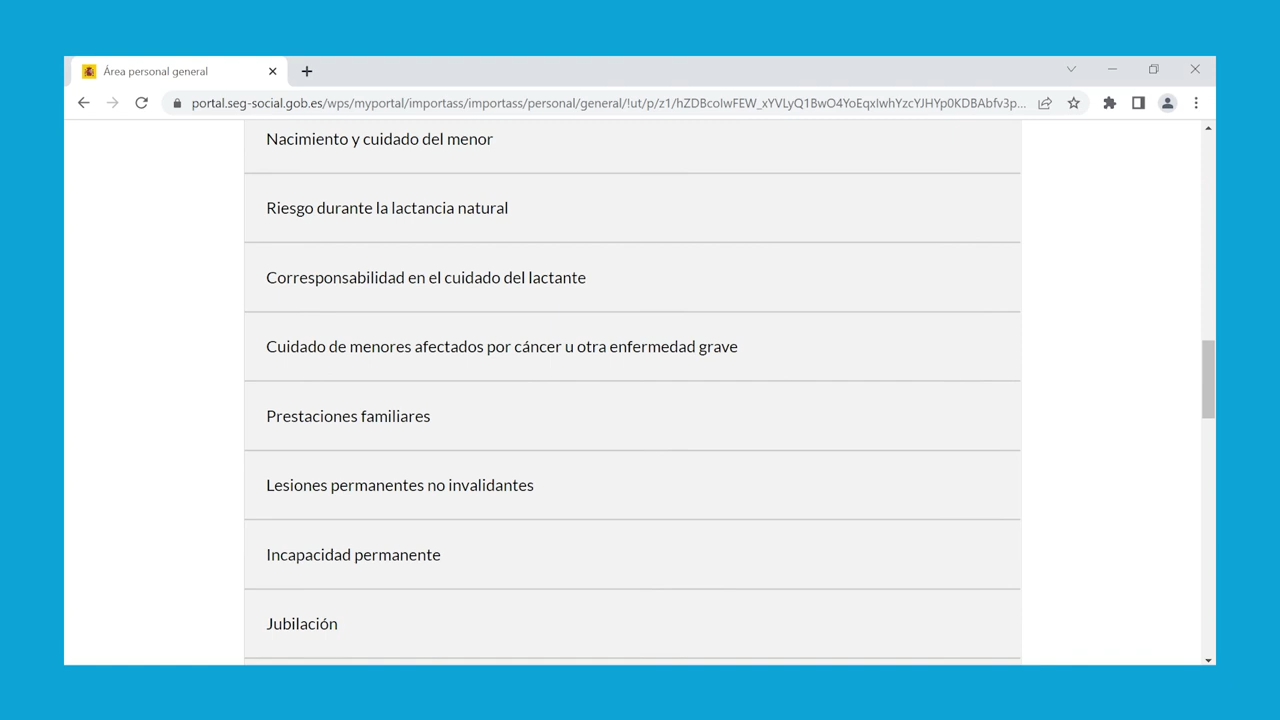 Área personal general
portal.seg-social.gob.es/wps/myportal/importass/importass/personal/general/!ut/p/z1/hZDBcoIwFEW_xYVLyQ1BwO4YoEqxIwhYzcYJJHYp0KDBAbfv3p...
Nacimiento y cuidado del menor
Riesgo durante la lactancia natural
Corresponsabilidad en el cuidado del lactante
Cuidado de menores afectados por cáncer u otra enfermedad grave
Prestaciones familiares
Lesiones permanentes no invalidantes
Incapacidad permanente
Jubilación